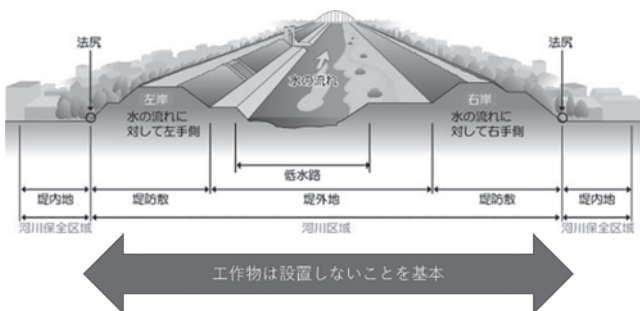 法尻
法尻
水の流れ
左岸
水の流れに
対して左手側
右岸
水の流れに
対して右手側
低水路
堤内地
堤防敷
堤外地
堤防敷
堤内地
河川保全区域
河川区域
河川保全区域
工作物は設置しないことを基本